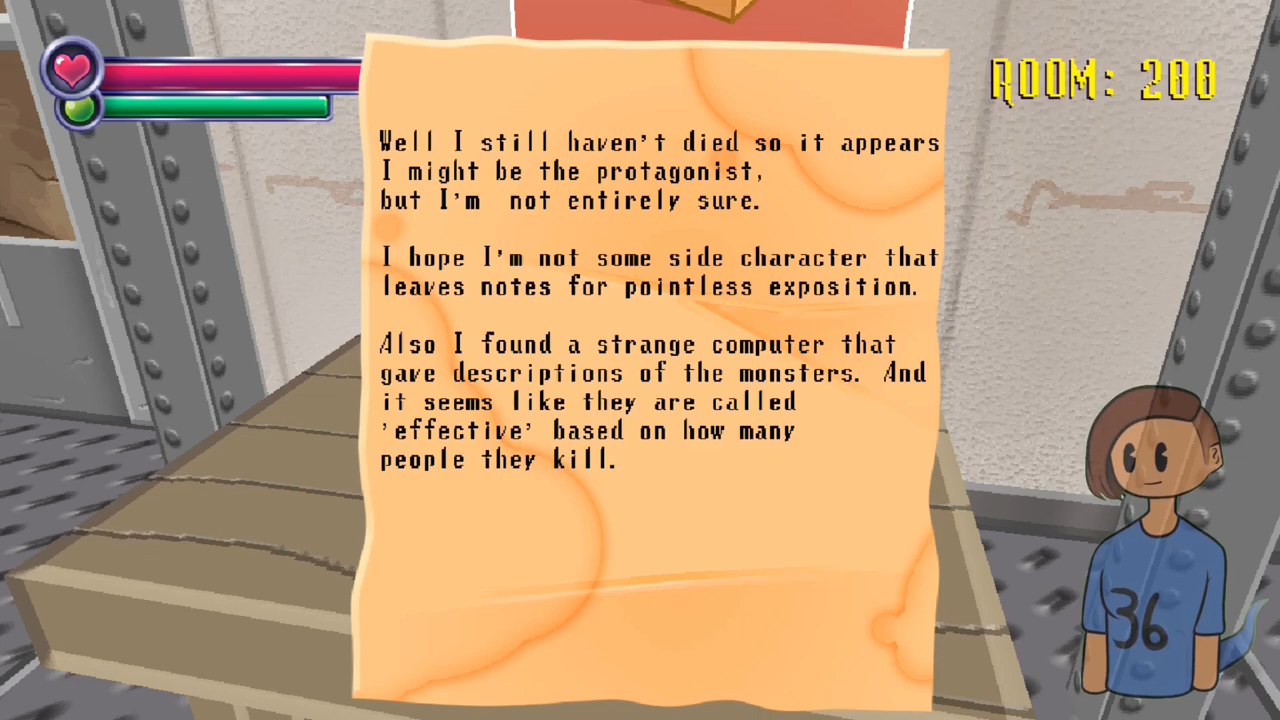 ROOM: 200
Well I still haven't died so it appears
I might be the protagonist,
but I'm  not entirely sure.
I hope I'm not some side character that
leaves notes for pointless exposition.
Also I found a strange computer that
gave descriptions of the monsters.  And
it seems like they are called
'effective' based on how many
people they kill.
36